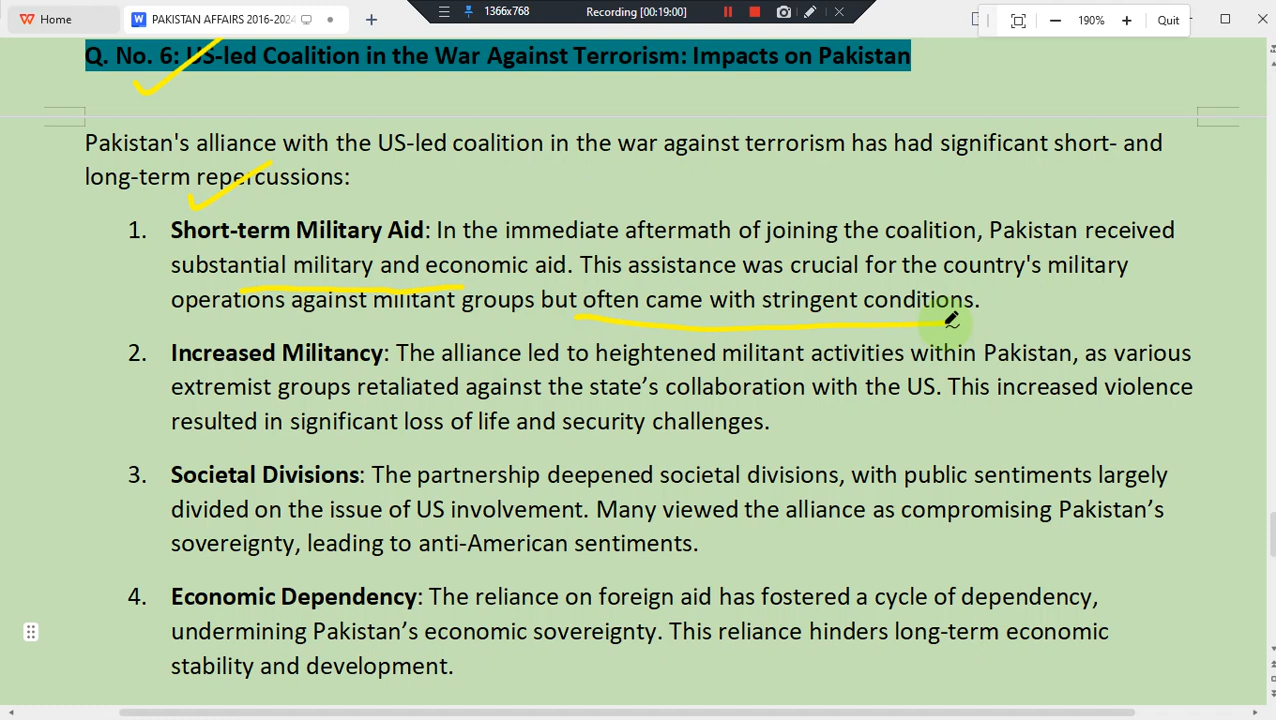 Home
PAKISTAN AFFAIRS 2016-2024
1366x768
Recording [00:19:00]
190%
Quit
Q. No. 6: US-led Coalition in the War Against Terrorism: Impacts on Pakistan
Pakistan's alliance with the US-led coalition in the war against terrorism has had significant short- and
long-term repercussions:
1. Short-term Military Aid: In the immediate aftermath of joining the coalition, Pakistan received
substantial military and economic aid. This assistance was crucial for the country's military
operations against militant groups but often came with stringent conditions.
2. Increased Militancy: The alliance led to heightened militant activities within Pakistan, as various
extremist groups retaliated against the state’s collaboration with the US. This increased violence
resulted in significant loss of life and security challenges.
3. Societal Divisions: The partnership deepened societal divisions, with public sentiments largely
divided on the issue of US involvement. Many viewed the alliance as compromising Pakistan’s
sovereignty, leading to anti-American sentiments.
4. Economic Dependency: The reliance on foreign aid has fostered a cycle of dependency,
undermining Pakistan’s economic sovereignty. This reliance hinders long-term economic
stability and development.